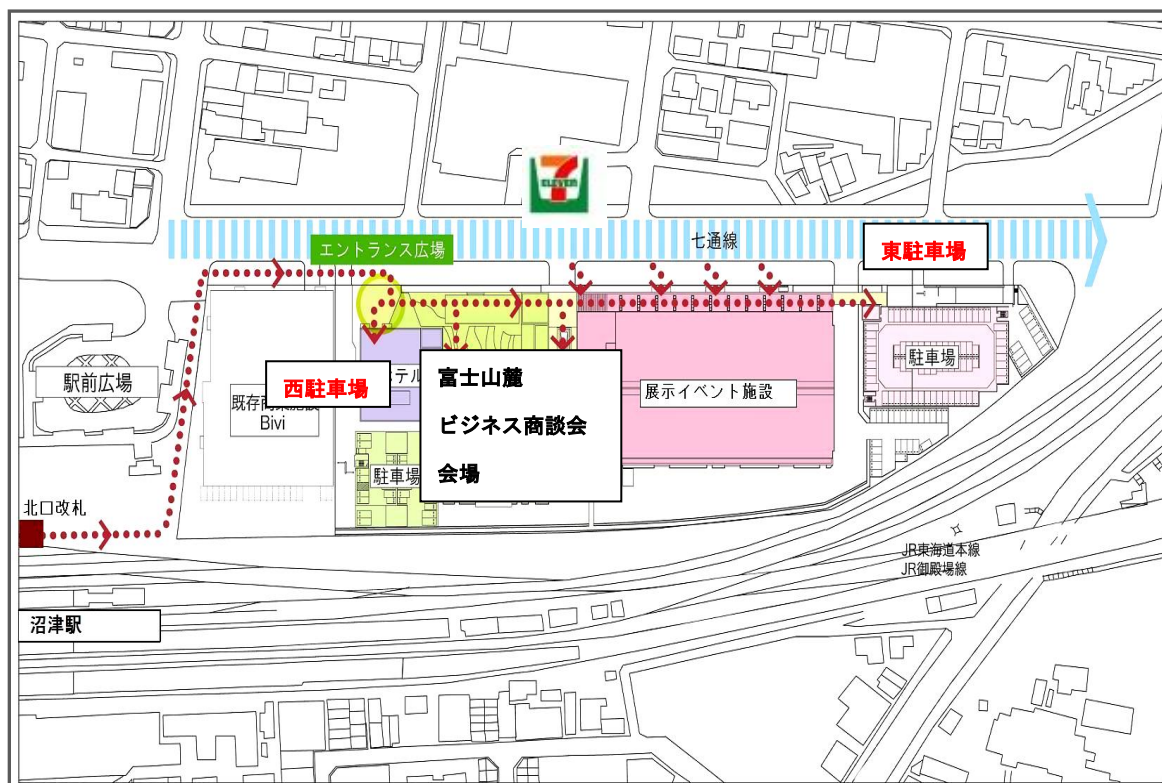 7
ELEVEN
七通線
エントランス広場
東駐車場
駅前広場
西駐車場
テル
既存商業施設
Bivi
富士山麓
ビジネス商談会
会場
展示イベント施設
駐車場
駐車場
北口改札
JR東海道本線
JR御殿場線
沼津駅